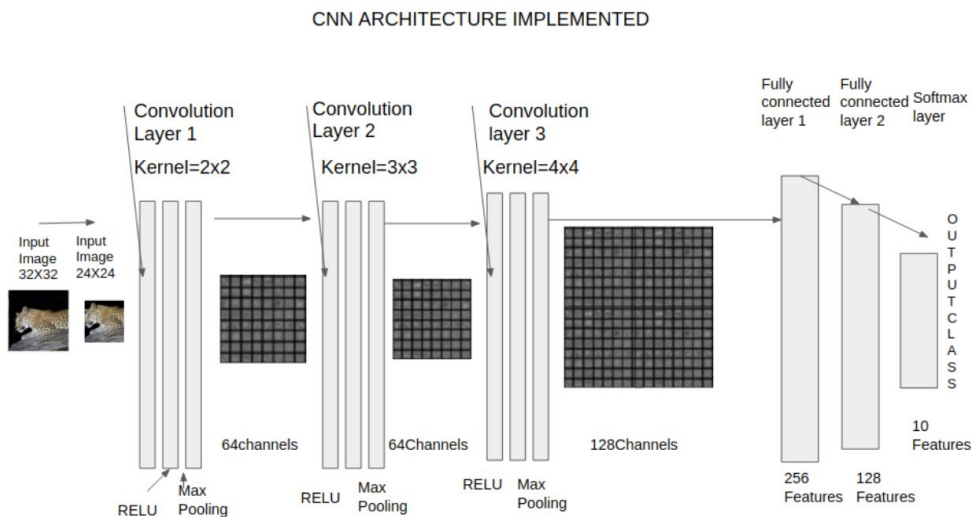 CNN ARCHITECTURE IMPLEMENTED
Convolution
Layer 1
Kernel=2x2
Convolution
Layer 2
Kernel=3x3
Convolution
layer 3
Kernel=4x4
Fully
connected
layer 1
Fully
connected
layer 2
Softmax
layer
Input
Image
32X32
Input
Image
24X24
64channels
64Channels
128Channels
RELU
Max
Pooling
RELU
Max
Pooling
RELU
Max
Pooling
256
Features
128
Features
10
Features
O
U
T
P
U
T
C
L
A
S
S